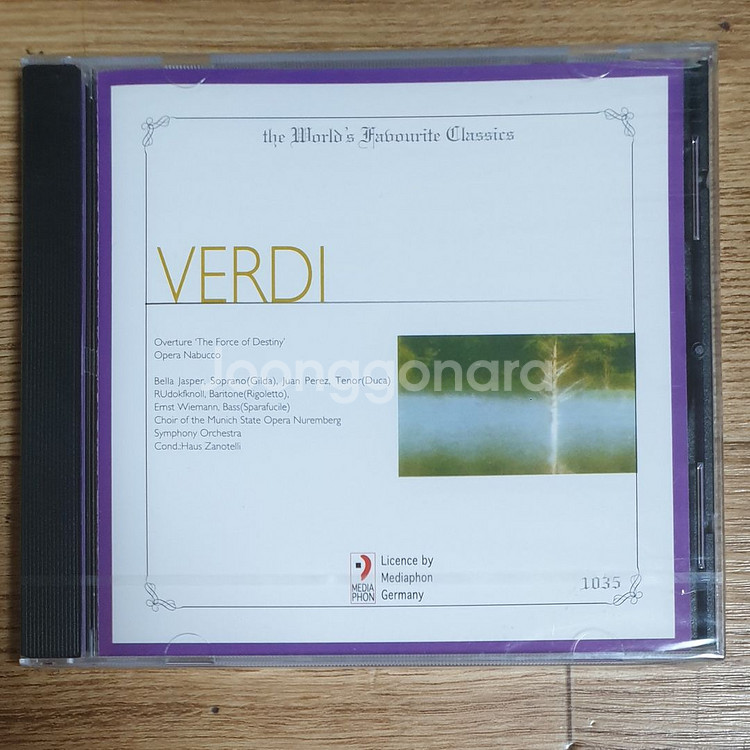 the World's Favourite Classics
VERDI
Overture 'The Force of Destiny'
Opera Nabucco
Bella Jasper, Soprano(Gilda), Juan Perez, Tenor(Duca)
RUdokfknoll, Baritone(Rigoletto),
Ernst Wiemann, Bass(Sparafucile)
Choir of the Munich State Opera Nuremberg
Symphony Orchestra
Cond.:Haus Zanotelli
joonggonara
MEDIA
PHON
Licence by
Mediaphon
Germany
1035